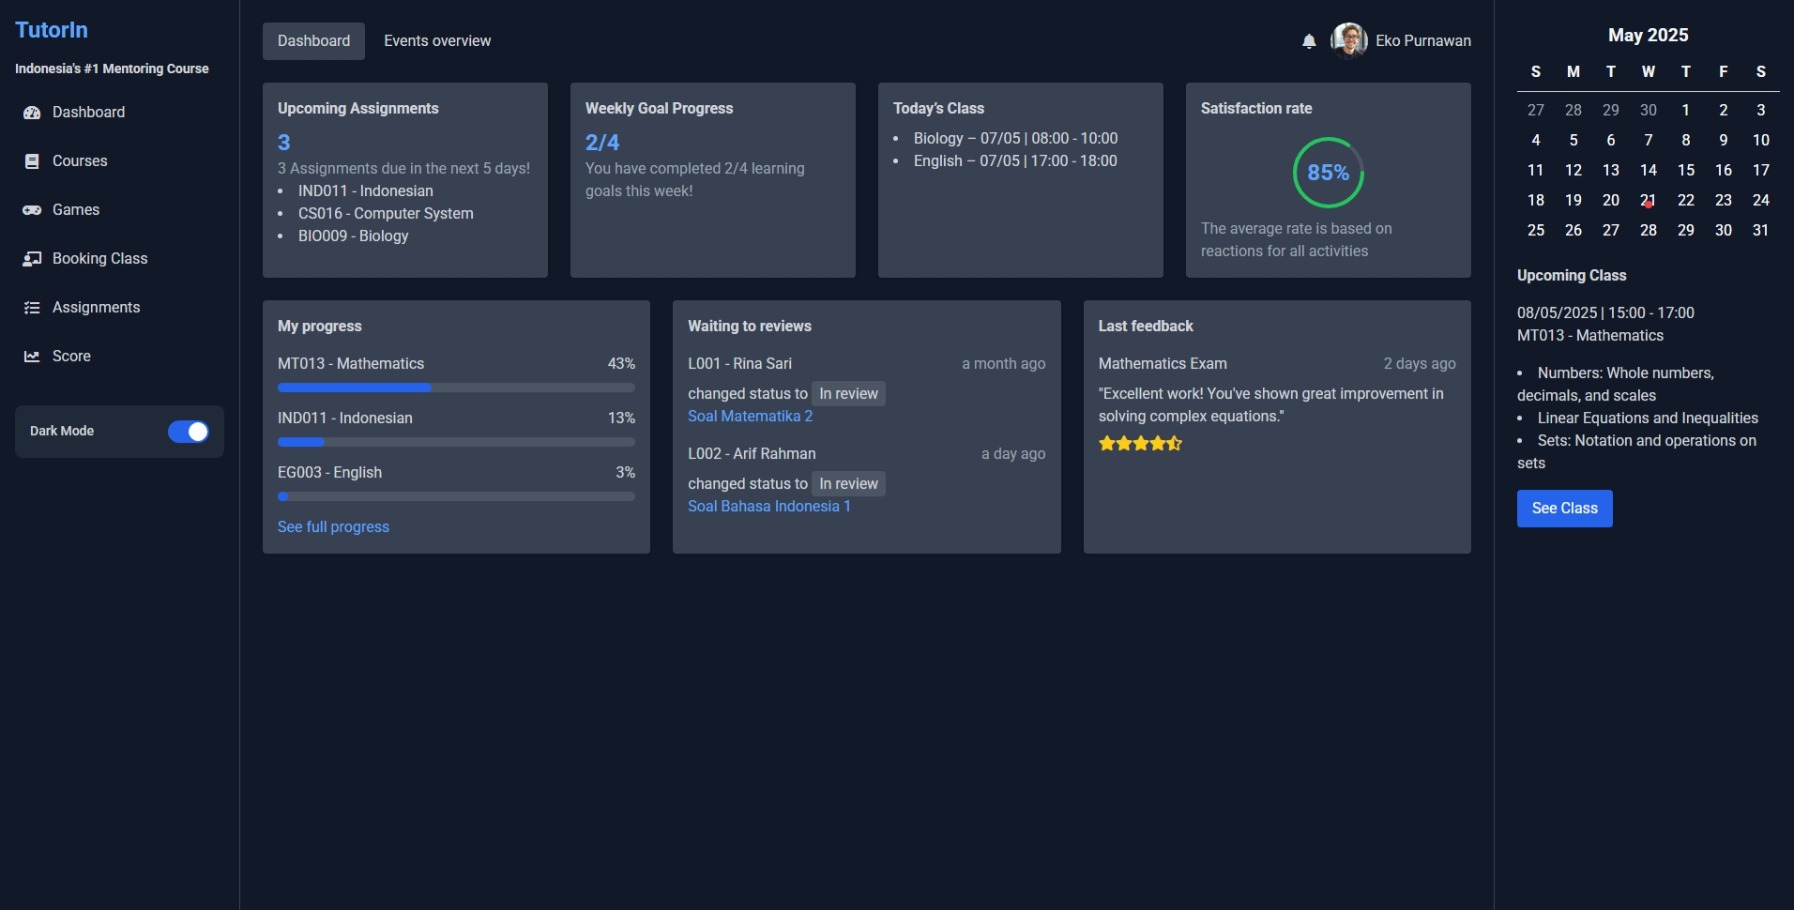 TutorIn
Indonesia's #1 Mentoring Course
Dashboard
Courses
Games
Booking Class
Assignments
Score
Dark Mode
Dashboard
Events overview
Eko Purnawan
Upcoming Assignments
3
3 Assignments due in the next 5 days!
• IND011 - Indonesian
• CS016 - Computer System
• BIO009 - Biology
Weekly Goal Progress
2/4
You have completed 2/4 learning
goals this week!
Today's Class
• Biology – 07/05 | 08:00 - 10:00
• English – 07/05 | 17:00 - 18:00
Satisfaction rate
85%
The average rate is based on
reactions for all activities
My progress
MT013 - Mathematics 43%
IND011 - Indonesian 13%
EG003 - English 3%
See full progress
Waiting to reviews
L001 - Rina Sari a month ago
changed status to In review
Soal Matematika 2
L002 - Arif Rahman a day ago
changed status to In review
Soal Bahasa Indonesia 1
Last feedback
Mathematics Exam 2 days ago
"Excellent work! You've shown great improvement in
solving complex equations."
May 2025
S M T W T F S
27 28 29 30 1 2 3
4 5 6 7 8 9 10
11 12 13 14 15 16 17
18 19 20 21 22 23 24
25 26 27 28 29 30 31
Upcoming Class
08/05/2025 | 15:00 - 17:00
MT013 - Mathematics
• Numbers: Whole numbers,
decimals, and scales
• Linear Equations and Inequalities
• Sets: Notation and operations on
sets
See Class